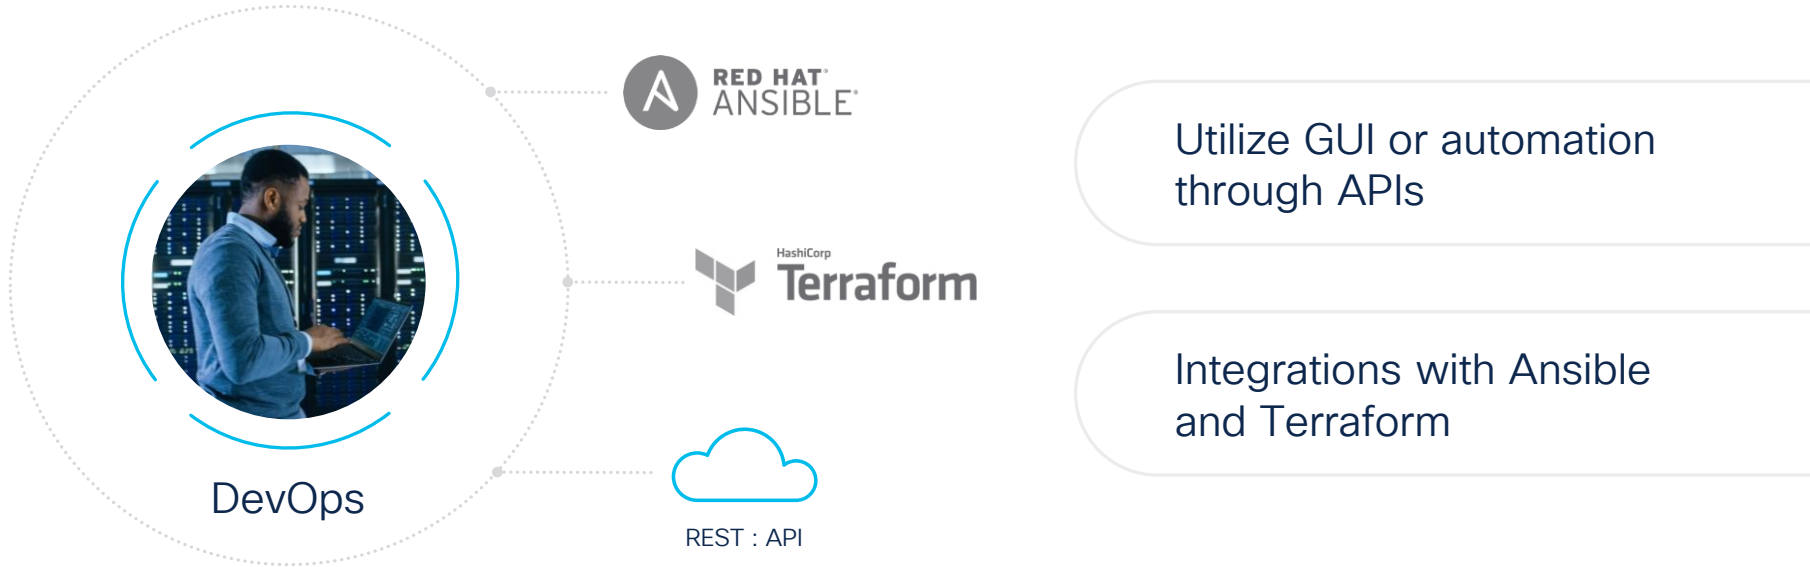 RED HAT®
ANSIBLE®
HashiCorp
Terraform
DevOps
REST : API
Utilize GUI or automation
through APIs
Integrations with Ansible
and Terraform